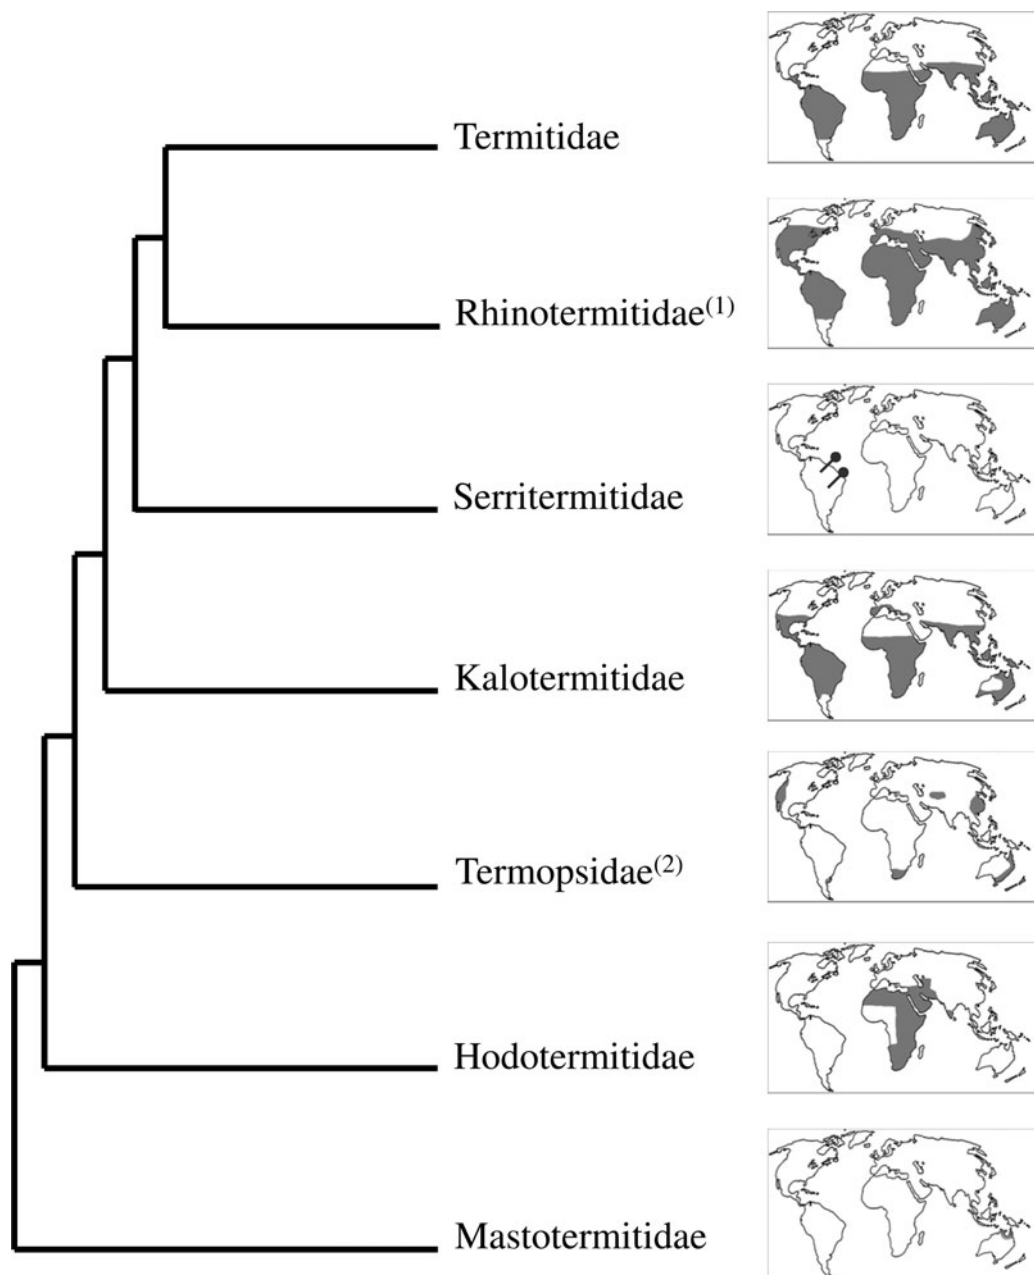 Termitidae
Rhinotermitidae(1)
Serritermitidae
Kalotermitidae
Termopsidae(2)
Hodotermitidae
Mastotermitidae